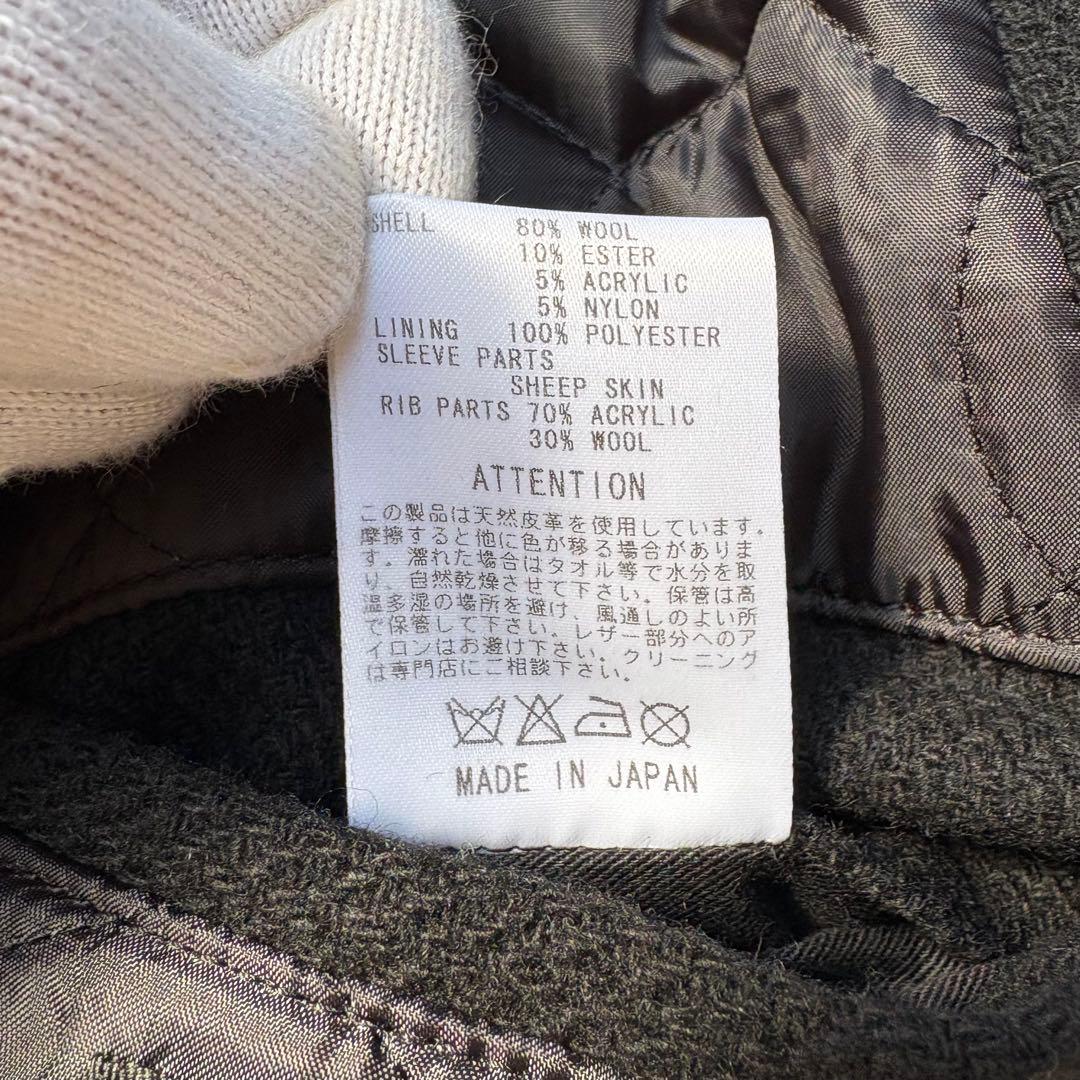 SHELL 80% WOOL
10% ESTER
5% ACRYLIC
5% NYLON
LINING 100% POLYESTER
SLEEVE PARTS
SHEEP SKIN
RIB PARTS 70% ACRYLIC
30% WOOL
ATTENTION
この製品は天然皮革を使用しています。
摩擦すると他に色が移る場合がありま
す。濡れた場合はタオル等で水分を取
り、自然乾燥させて下さい。保管は高
温多湿の場所を避け、風通しのよい所
で保管して下さい。レザー部分へのア
イロンはお避け下さい。クリーニング
は専門店にご相談下さい。
MADE IN JAPAN